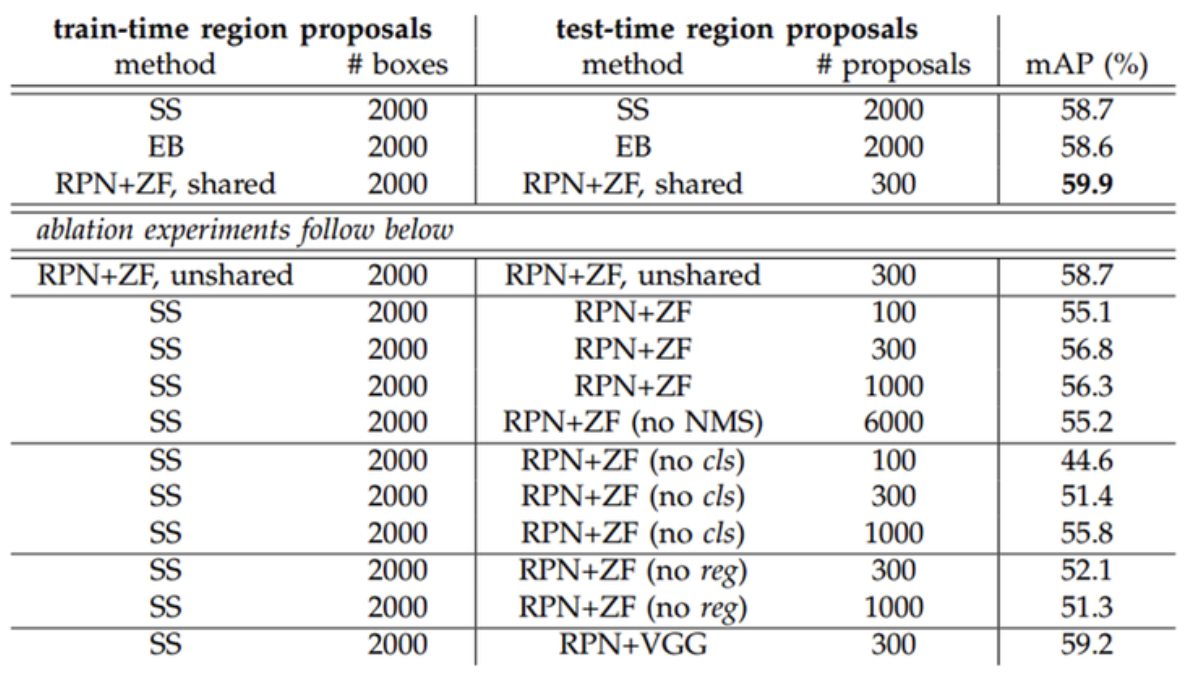 train-time region proposals test-time region proposals
method # boxes method # proposals mAP (%)
SS 2000 SS 2000 58.7
EB 2000 EB 2000 58.6
RPN+ZF, shared 2000 RPN+ZF, shared 300 59.9
ablation experiments follow below
RPN+ZF, unshared 2000 RPN+ZF, unshared 300 58.7
SS 2000 RPN+ZF 100 55.1
SS 2000 RPN+ZF 300 56.8
SS 2000 RPN+ZF 1000 56.3
SS 2000 RPN+ZF (no NMS) 6000 55.2
SS 2000 RPN+ZF (no cls) 100 44.6
SS 2000 RPN+ZF (no cls) 300 51.4
SS 2000 RPN+ZF (no cls) 1000 55.8
SS 2000 RPN+ZF (no reg) 300 52.1
SS 2000 RPN+ZF (no reg) 1000 51.3
SS 2000 RPN+VGG 300 59.2